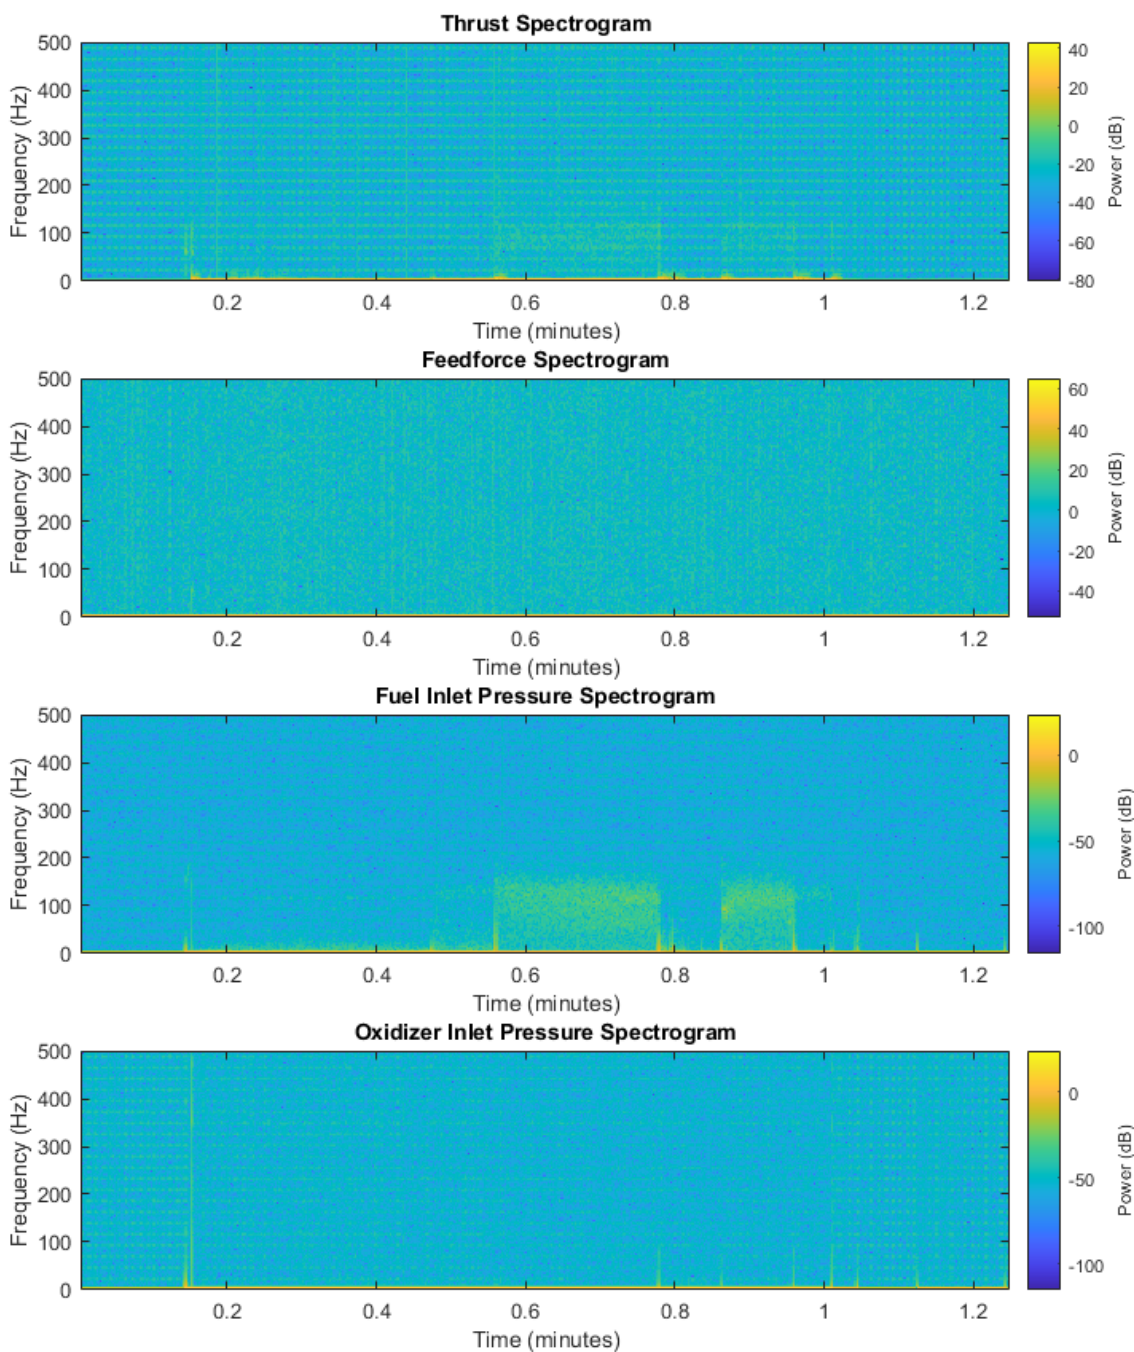 Thrust Spectrogram
500
400
300
200
100
0
Frequency (Hz)
0.2 0.4 0.6 0.8 1 1.2
Time (minutes)
40
20
0
-20
-40
-60
-80
Power (dB)
Feedforce Spectrogram
500
400
300
200
100
0
Frequency (Hz)
0.2 0.4 0.6 0.8 1 1.2
Time (minutes)
60
40
20
0
-20
-40
Power (dB)
Fuel Inlet Pressure Spectrogram
500
400
300
200
100
0
Frequency (Hz)
0.2 0.4 0.6 0.8 1 1.2
Time (minutes)
0
-50
-100
Power (dB)
Oxidizer Inlet Pressure Spectrogram
500
400
300
200
100
0
Frequency (Hz)
0.2 0.4 0.6 0.8 1 1.2
Time (minutes)
0
-50
-100
Power (dB)